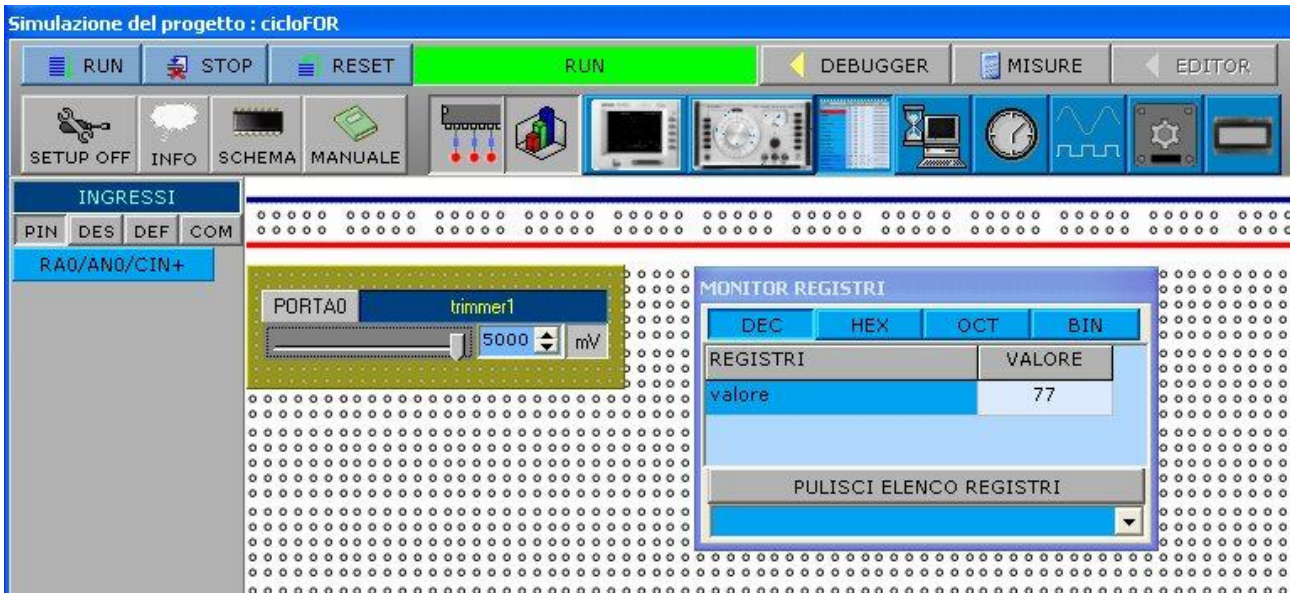 Simulazione del progetto : cicloFOR
RUN STOP RESET RUN DEBUGGER MISURE EDITOR
SETUP OFF INFO SCHEMA MANUALE
INGRESSI
PIN DES DEF COM
RA0/AN0/CIN+
PORTA0 trimmer1
5000 mV
MONITOR REGISTRI
DEC HEX OCT BIN
REGISTRI VALORE
valore 77
PULISCI ELENCO REGISTRI